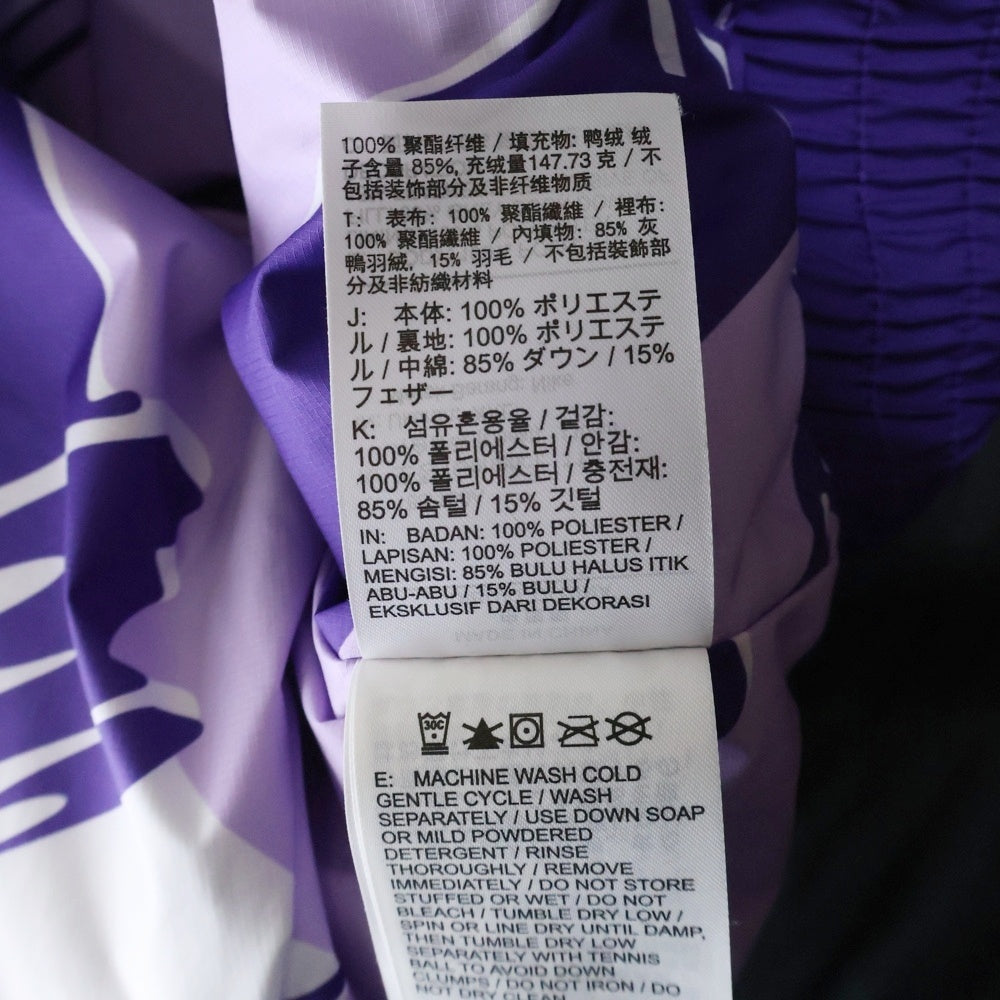 100% 聚酯纤维 / 填充物: 鸭绒 绒
子含量 85%, 充绒量147.73 克 / 不
包括装饰部分及非纤维物质
T: 表布: 100% 聚酯纖維 / 裡布:
100% 聚酯纖維 / 內填物: 85% 灰
鴨羽絨, 15% 羽毛 / 不包括裝飾部
分及非紡織材料
J: 本体: 100% ポリエステ
ル / 裏地: 100% ポリエステ
ル / 中綿: 85% ダウン / 15%
フェザー
K: 섬유혼용율 / 겉감:
100% 폴리에스터 / 안감:
100% 폴리에스터 / 충전재:
85% 솜털 / 15% 깃털
IN: BADAN: 100% POLIESTER /
LAPISAN: 100% POLIESTER /
MENGISI: 85% BULU HALUS ITIK
ABU-ABU / 15% BULU /
EKSKLUSIF DARI DEKORASI
MADE IN CHINA
30C
E: MACHINE WASH COLD
GENTLE CYCLE / WASH
SEPARATELY / USE DOWN SOAP
OR MILD POWDERED
DETERGENT / RINSE
THOROUGHLY / REMOVE
IMMEDIATELY / DO NOT STORE
STUFFED OR WET / DO NOT
BLEACH / TUMBLE DRY LOW /
SPIN OR LINE DRY UNTIL DAMP,
THEN TUMBLE DRY LOW
SEPARATELY WITH TENNIS
BALL TO AVOID DOWN
CLUMPS / DO NOT IRON / DO
NOT DRY CLEAN